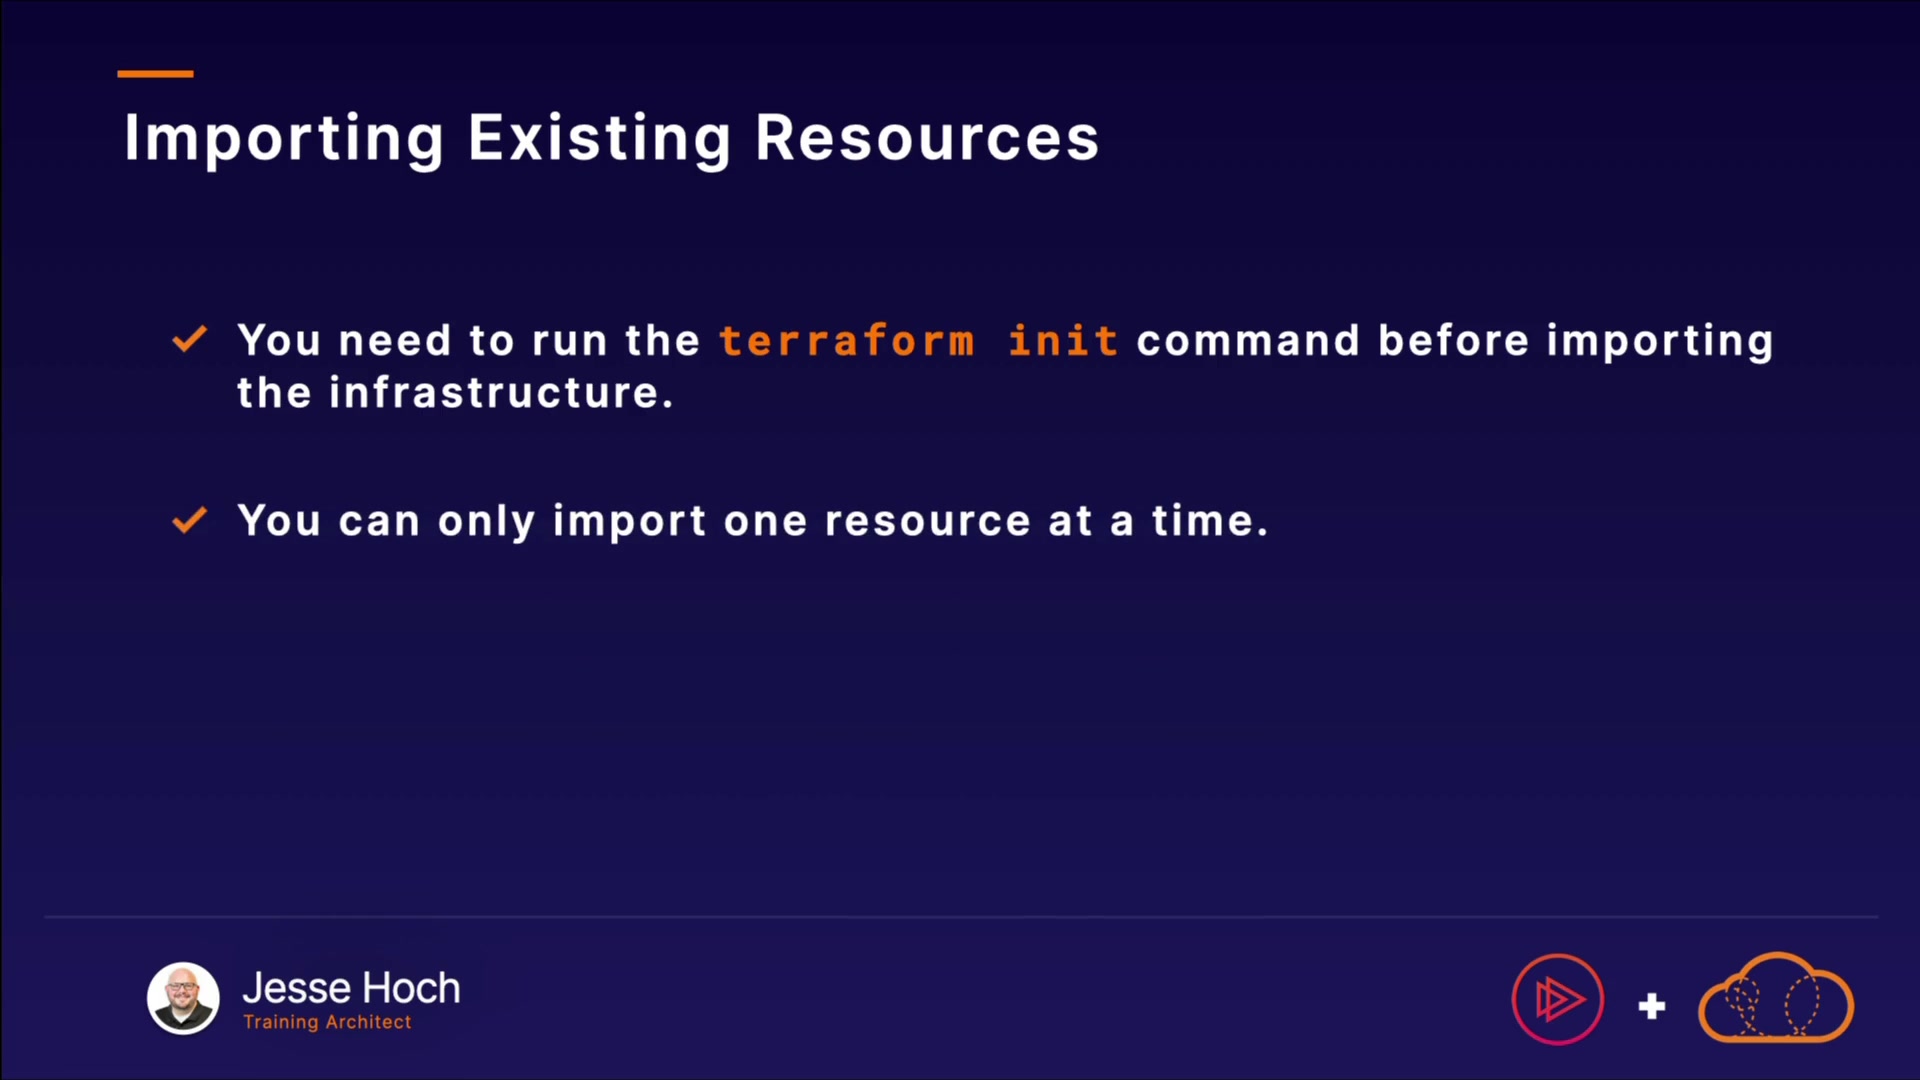 Importing Existing Resources
You need to run the terraform init command before importing
the infrastructure.
You can only import one resource at a time.
Jesse Hoch
Training Architect